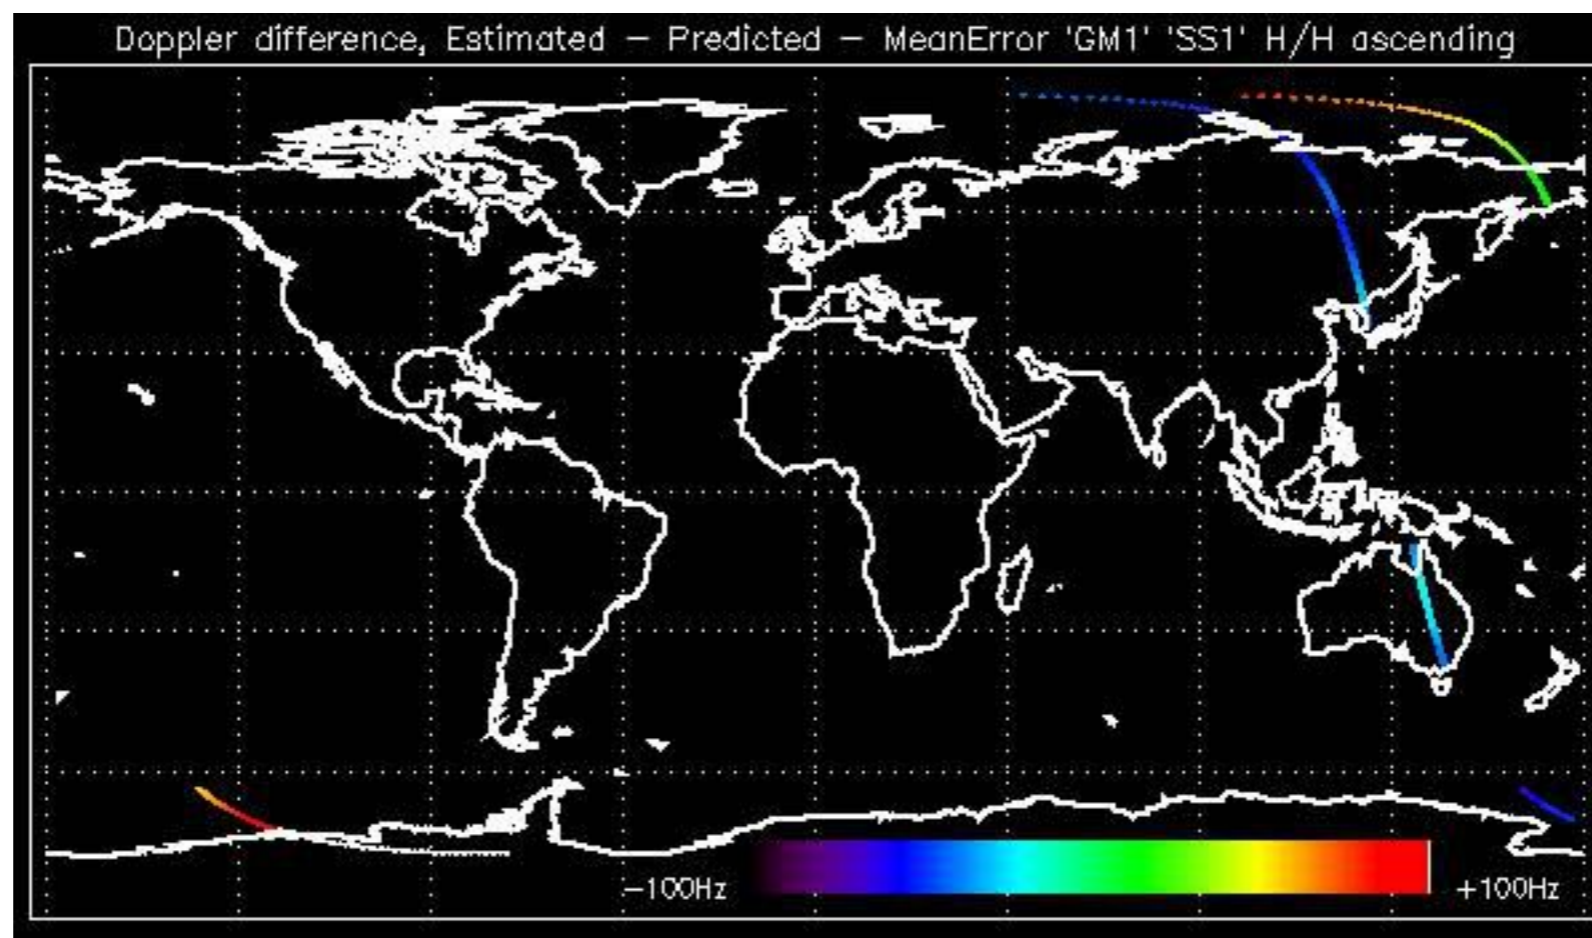 Doppler difference, Estimated – Predicted – MeanError 'GM1' 'SS1' H/H ascending
−100Hz
+100Hz